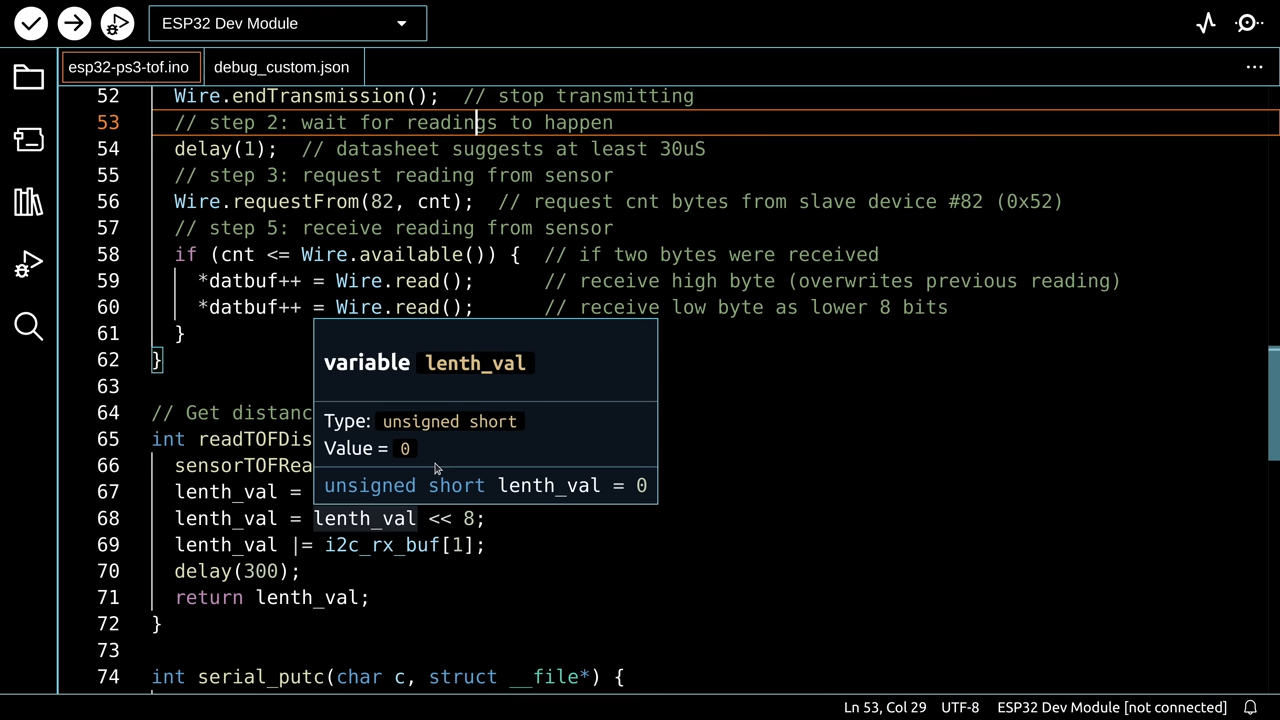 ESP32 Dev Module
esp32-ps3-tof.ino debug_custom.json
52 Wire.endTransmission(); // stop transmitting
53 // step 2: wait for readings to happen
54 delay(1); // datasheet suggests at least 30uS
55 // step 3: request reading from sensor
56 Wire.requestFrom(82, cnt); // request cnt bytes from slave device #82 (0x52)
57 // step 5: receive reading from sensor
58 if (cnt <= Wire.available()) { // if two bytes were received
59 *datbuf++ = Wire.read(); // receive high byte (overwrites previous reading)
60 *datbuf++ = Wire.read(); // receive low byte as lower 8 bits
61 }
62 }
63
64 // Get distanc
65 int readTOFDis
66 sensorTOFRea
67 lenth_val =
variable lenth_val
Type: unsigned short
Value = 0
unsigned short lenth_val = 0
68 lenth_val = lenth_val << 8;
69 lenth_val |= i2c_rx_buf[1];
70 delay(300);
71 return lenth_val;
72 }
73
74 int serial_putc(char c, struct __file*) {
Ln 53, Col 29 UTF-8 ESP32 Dev Module [not connected]